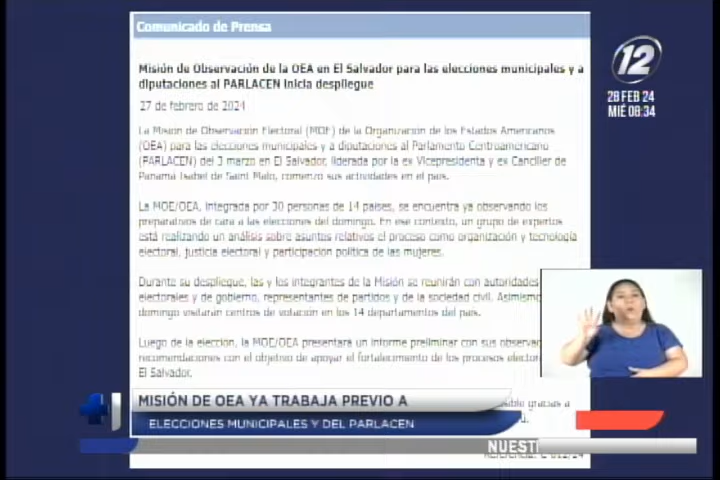 Comunicado de Prensa
Misión de Observación de la OEA en El Salvador para las elecciones municipales y a
diputaciones al PARLACEN inicia despliegue
27 de febrero de 2024
La Misión de Observación Electoral (MOE) de la Organización de los Estados Americanos
(OEA) para las elecciones municipales y a diputaciones al Parlamento Centroamericano
(PARLACEN) del 3 marzo en El Salvador, liderada por la ex Vicepresidenta y ex Canciller de
Panamá Isabel de Saint Malo, comenzó sus actividades en el país.
La MOE/OEA, integrada por 30 personas de 14 países, se encuentra ya observando los
preparativos de cara a las elecciones del domingo. En ese contexto, un grupo de expertos
está realizando un análisis sobre asuntos relativos el proceso como organización y tecnología
electoral, justicia electoral y participación política de las mujeres.
Durante su despliegue, las y los integrantes de la Misión se reunirán con autoridades
electorales y de gobierno, representantes de partidos y de la sociedad civil. Asimismo
domingo visitarán centros de votación en los 14 departamentos del país.
Luego de la elección, la MOE/OEA presentará un informe preliminar con sus observac
recomendaciones con el objetivo de apoyar el fortalecimiento de los procesos elector
El Salvador.
gracias a
12
28 FEB 24
MIÉ 08:34
MISIÓN DE OEA YA TRABAJA PREVIO A
ELECCIONES MUNICIPALES Y DEL PARLACEN
NUEST